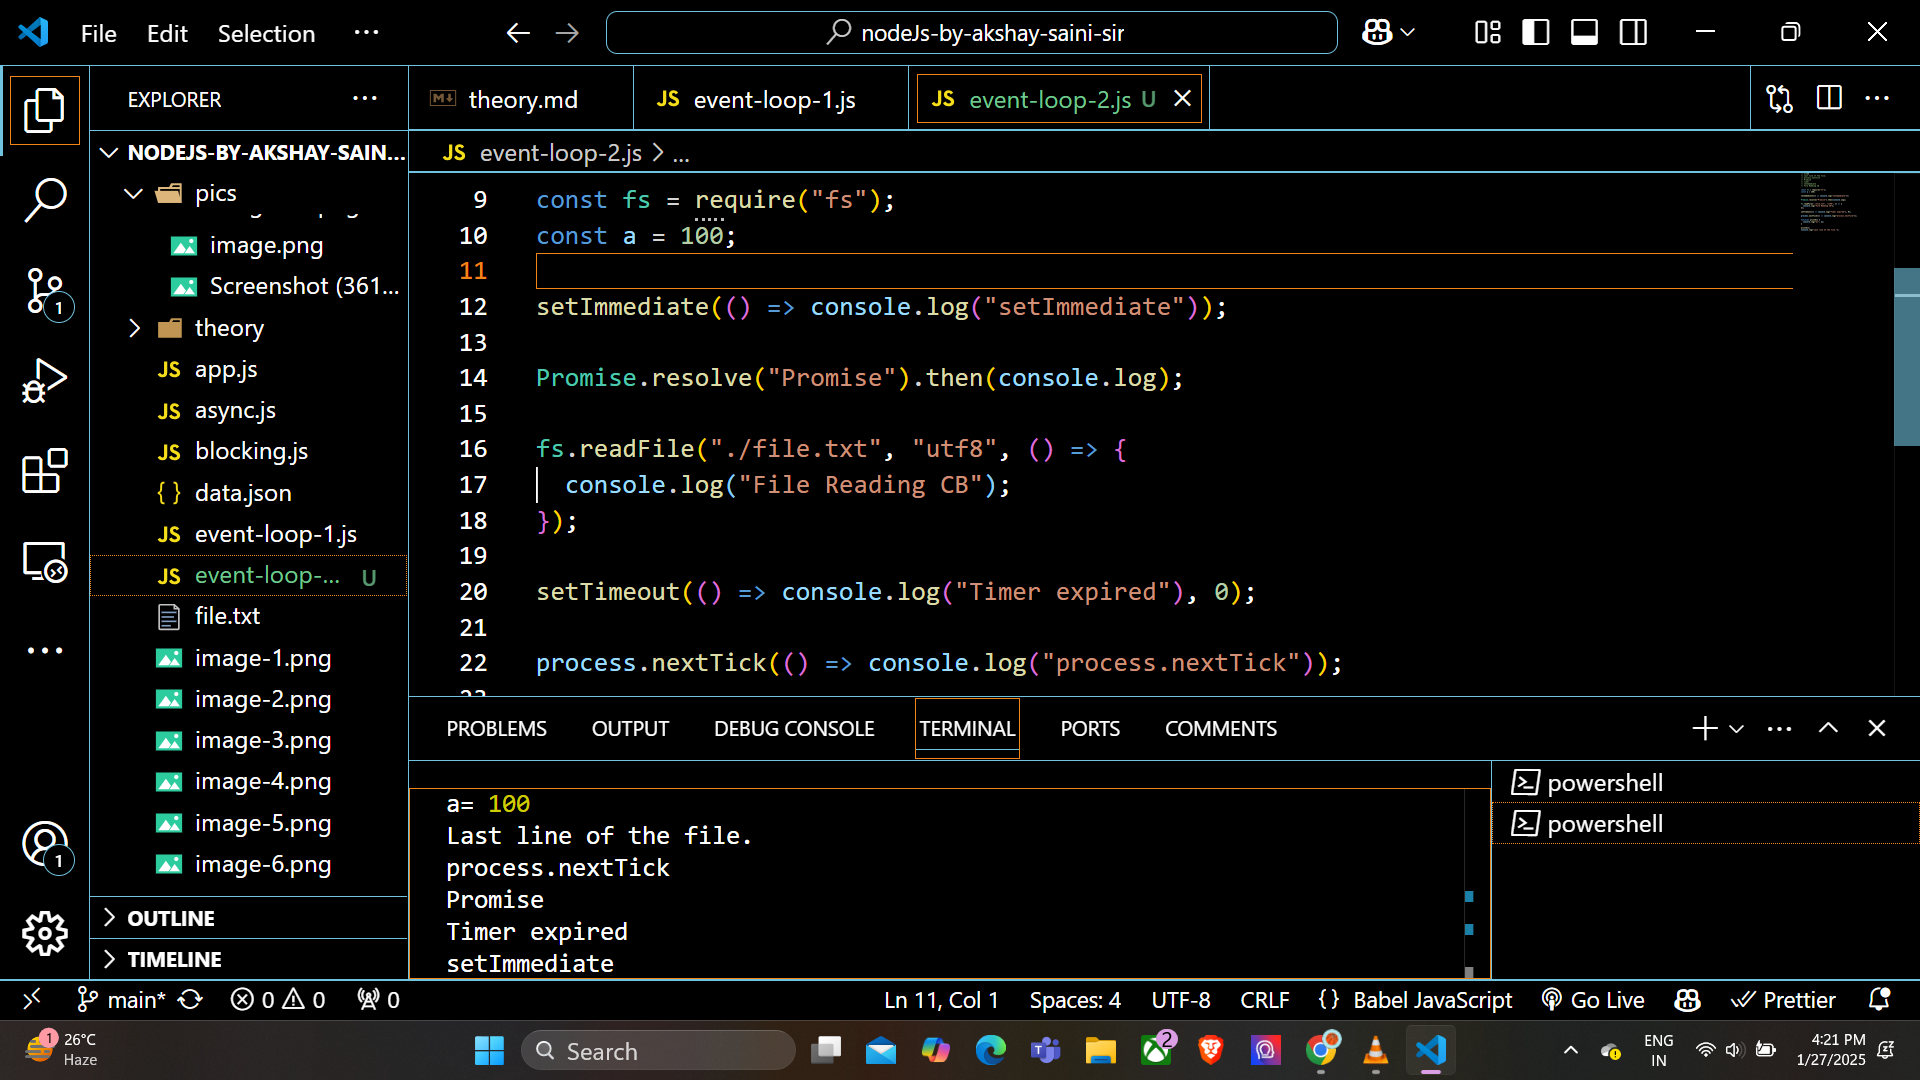 File Edit Selection ···
nodeJs-by-akshay-saini-sir
EXPLORER ···
NODEJS-BY-AKSHAY-SAIN...
pics
image.png
Screenshot (361...
theory
JS app.js
JS async.js
JS blocking.js
{} data.json
JS event-loop-1.js
JS event-loop-... U
file.txt
image-1.png
image-2.png
image-3.png
image-4.png
image-5.png
image-6.png
OUTLINE
TIMELINE
1
1
theory.md
JS event-loop-1.js
JS event-loop-2.js U
JS event-loop-2.js > ...
9 const fs = require("fs");
10 const a = 100;
11
12 setImmediate(() => console.log("setImmediate"));
13
14 Promise.resolve("Promise").then(console.log);
15
16 fs.readFile("./file.txt", "utf8", () => {
17 console.log("File Reading CB");
18 });
19
20 setTimeout(() => console.log("Timer expired"), 0);
21
22 process.nextTick(() => console.log("process.nextTick"));
PROBLEMS OUTPUT DEBUG CONSOLE TERMINAL PORTS COMMENTS
a= 100
Last line of the file.
process.nextTick
Promise
Timer expired
setImmediate
powershell
powershell
main* 0 0 0
Ln 11, Col 1 Spaces: 4 UTF-8 CRLF {} Babel JavaScript Go Live Prettier
1
26°C
Haze
Search
2
ENG
IN
4:21 PM
1/27/2025